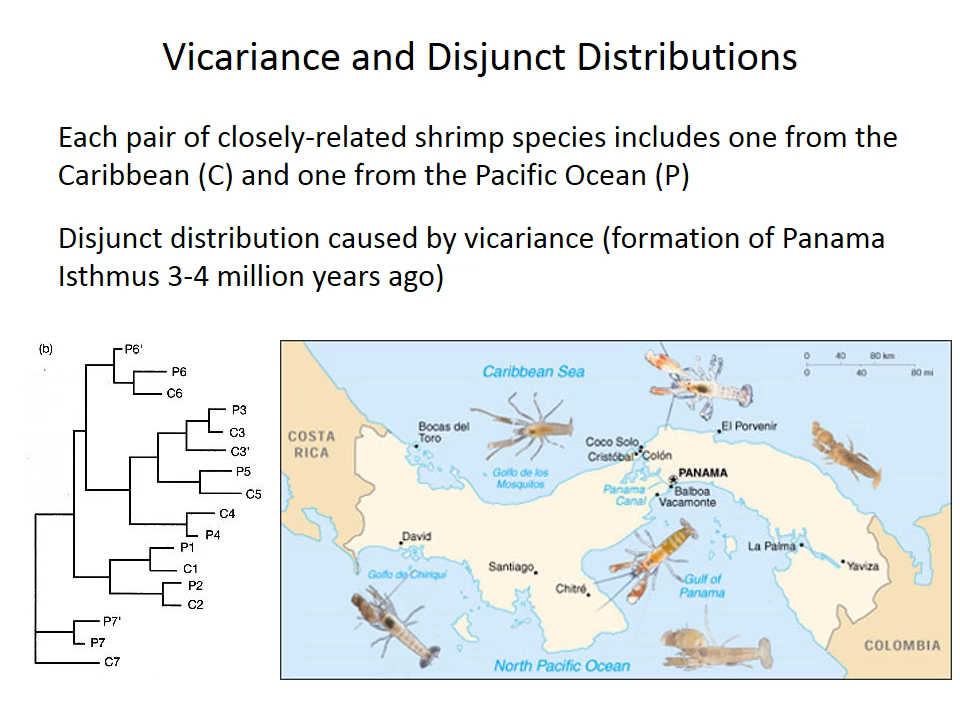 Vicariance and Disjunct Distributions
Each pair of closely-related shrimp species includes one from the
Caribbean (C) and one from the Pacific Ocean (P)
Disjunct distribution caused by vicariance (formation of Panama
Isthmus 3-4 million years ago)
(b)
P6'
P6
C6
P3
C3
C3'
P5
C5
C4
P4
P1
C1
P2
C2
P7'
P7
C7
Caribbean Sea
0 40 80 km
0 40 80 mi
COSTA
RICA
Bocas del
Toro
Golfo de los
Mosquitos
Coco Solo
Cristóbal
Colón
El Porvenir
PANAMA
Panama
Canal
Balboa
Vacamonte
David
Golfo de Chiriquí
Santiago
Chitré
La Palma
Yaviza
Gulf of
Panama
COLOMBIA
North Pacific Ocean